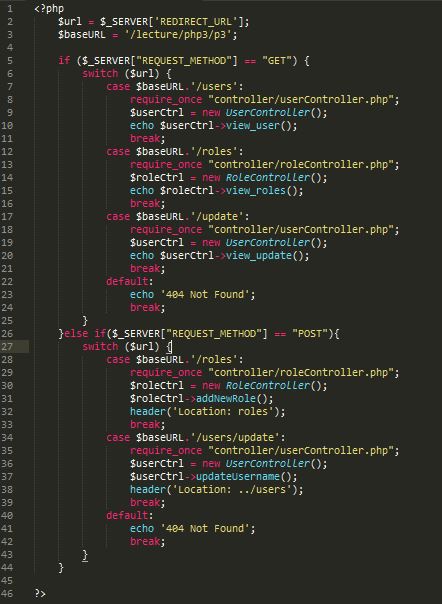 1 <?php
2     $url = $_SERVER['REDIRECT_URL'];
3     $baseURL = '/lecture/php3/p3';
4
5     if ($_SERVER["REQUEST_METHOD"] == "GET") {
6         switch ($url) {
7             case $baseURL.'/users':
8                 require_once "controller/userController.php";
9                 $userCtrl = new UserController();
10                 echo $userCtrl->view_user();
11                 break;
12             case $baseURL.'/roles':
13                 require_once "controller/roleController.php";
14                 $roleCtrl = new RoleController();
15                 echo $roleCtrl->view_roles();
16                 break;
17             case $baseURL.'/update':
18                 require_once "controller/userController.php";
19                 $userCtrl = new UserController();
20                 echo $userCtrl->view_update();
21                 break;
22             default:
23                 echo '404 Not Found';
24                 break;
25         }
26     }else if($_SERVER["REQUEST_METHOD"] == "POST"){
27         switch ($url) {
28             case $baseURL.'/roles':
29                 require_once "controller/roleController.php";
30                 $roleCtrl = new RoleController();
31                 $roleCtrl->addNewRole();
32                 header('Location: roles');
33                 break;
34             case $baseURL.'/users/update':
35                 require_once "controller/userController.php";
36                 $userCtrl = new UserController();
37                 $userCtrl->updateUsername();
38                 header('Location: ../users');
39                 break;
40             default:
41                 echo '404 Not Found';
42                 break;
43         }
44     }
45
46 ?>